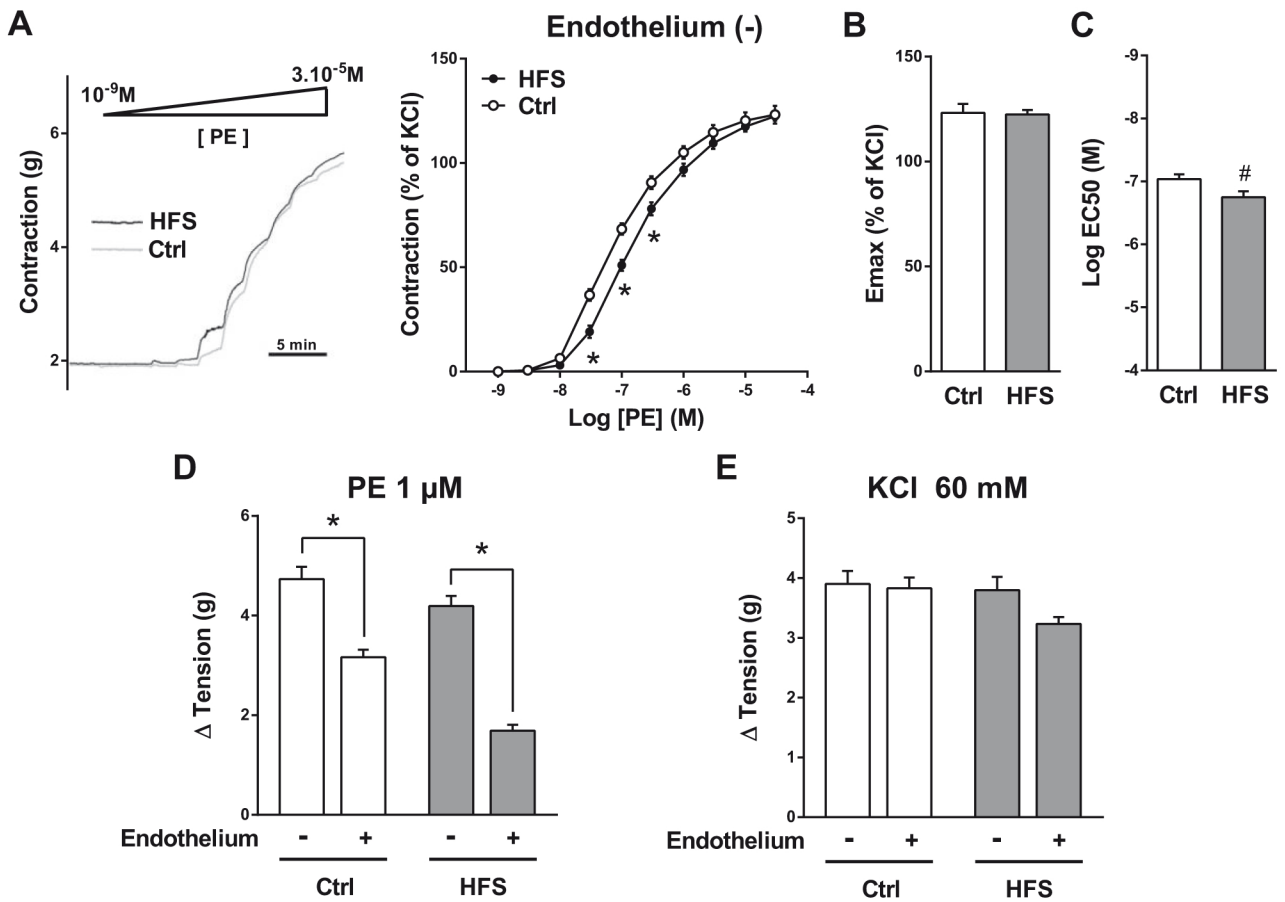 A
10-9M
3.10-5M
[ PE ]
Contraction (g)
6
4
2
HFS
Ctrl
5 min
Endothelium (-)
HFS
Ctrl
Contraction (% of KCl)
150
100
50
0
*
*
*
-9 -8 -7 -6 -5 -4
Log [PE] (M)
B
Emax (% of KCl)
150
100
50
0
Ctrl HFS
C
Log EC50 (M)
-9
-8
-7
-6
-5
-4
#
Ctrl HFS
D
PE 1 µM
Δ Tension (g)
6
4
2
0
*
*
Endothelium - + - +
Ctrl HFS
E
KCl 60 mM
Δ Tension (g)
5
4
3
2
1
0
Endothelium - + - +
Ctrl HFS